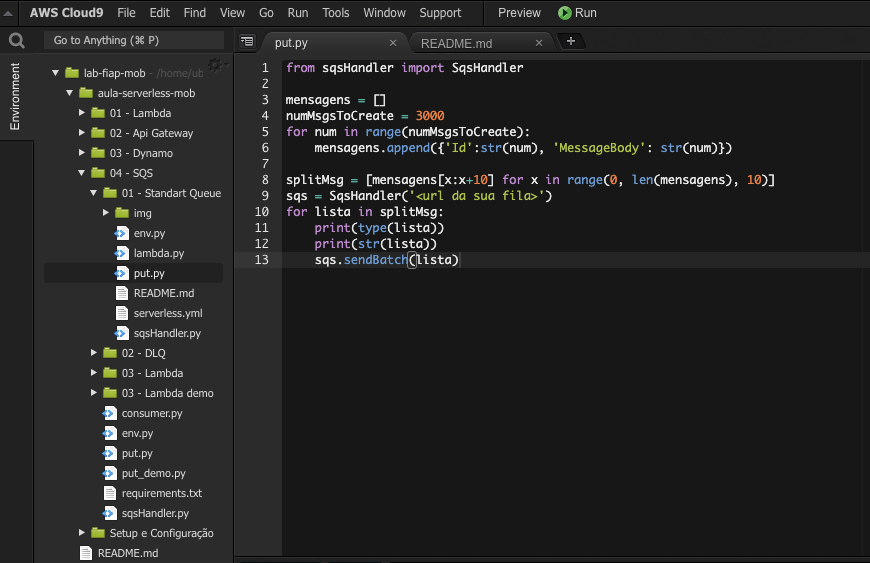 AWS Cloud9 File Edit Find View Go Run Tools Window Support Preview Run
Go to Anything (⌘ P)
Environment
lab-fiap-mob - /home/ub
aula-serverless-mob
01 - Lambda
02 - Api Gateway
03 - Dynamo
04 - SQS
01 - Standart Queue
img
env.py
lambda.py
put.py
README.md
serverless.yml
sqsHandler.py
02 - DLQ
03 - Lambda
03 - Lambda demo
consumer.py
env.py
put.py
put_demo.py
requirements.txt
sqsHandler.py
Setup e Configuração
README.md
put.py × README.md ×
1 from sqsHandler import SqsHandler
2
3 mensagens = []
4 numMsgsToCreate = 3000
5 for num in range(numMsgsToCreate):
6     mensagens.append({'Id':str(num), 'MessageBody': str(num)})
7
8 splitMsg = [mensagens[x:x+10] for x in range(0, len(mensagens), 10)]
9 sqs = SqsHandler('<url da sua fila>')
10 for lista in splitMsg:
11     print(type(lista))
12     print(str(lista))
13     sqs.sendBatch(lista)